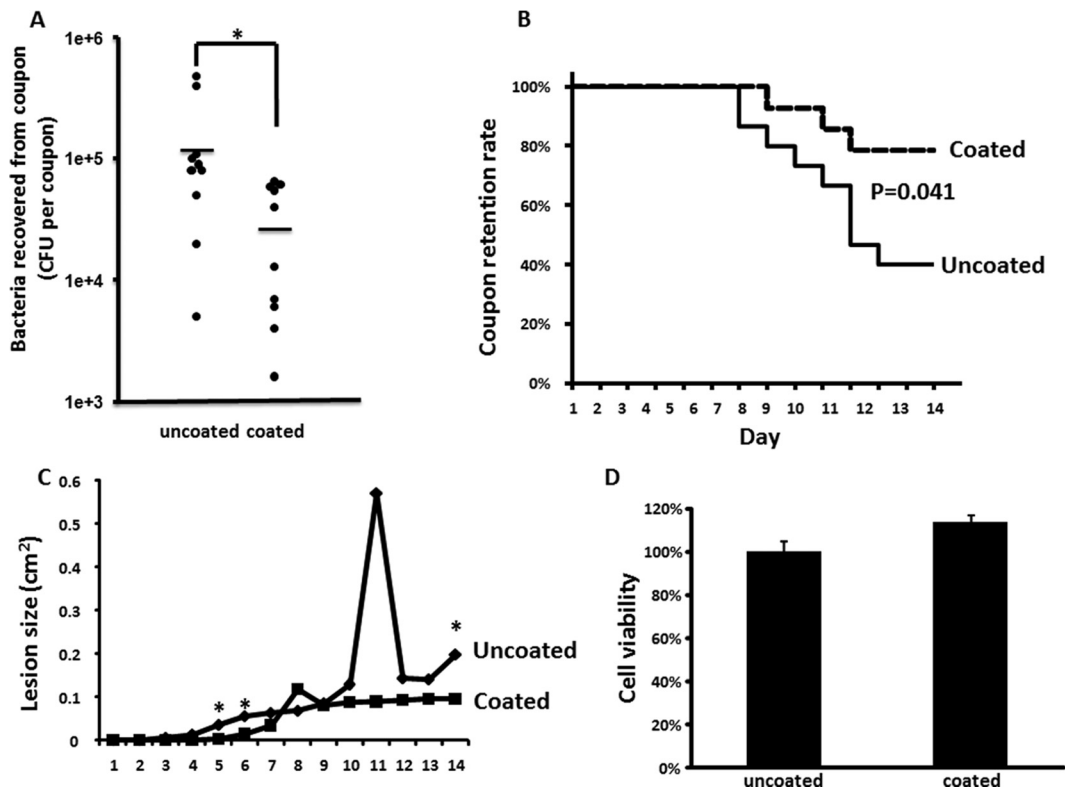 A
1e+6
1e+5
1e+4
1e+3
Bacteria recovered from coupon
(CFU per coupon)
*
uncoated coated
B
100%
80%
60%
40%
20%
0%
Coupon retention rate
Coated
P=0.041
Uncoated
1 2 3 4 5 6 7 8 9 10 11 12 13 14
Day
C
0.6
0.5
0.4
0.3
0.2
0.1
0
Lesion size (cm²)
* * *
Uncoated
Coated
1 2 3 4 5 6 7 8 9 10 11 12 13 14
D
120%
100%
80%
60%
40%
20%
0%
Cell viability
uncoated coated